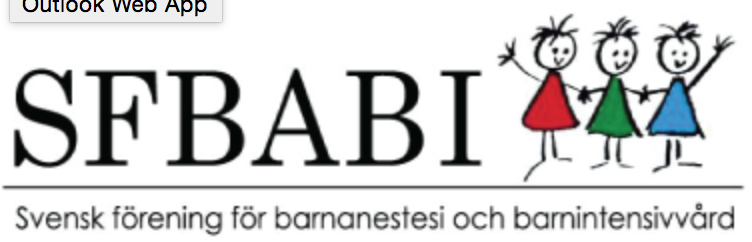 Outlook Web App
SFBABI
Svensk förening för barnanestesi och barnintensivvård